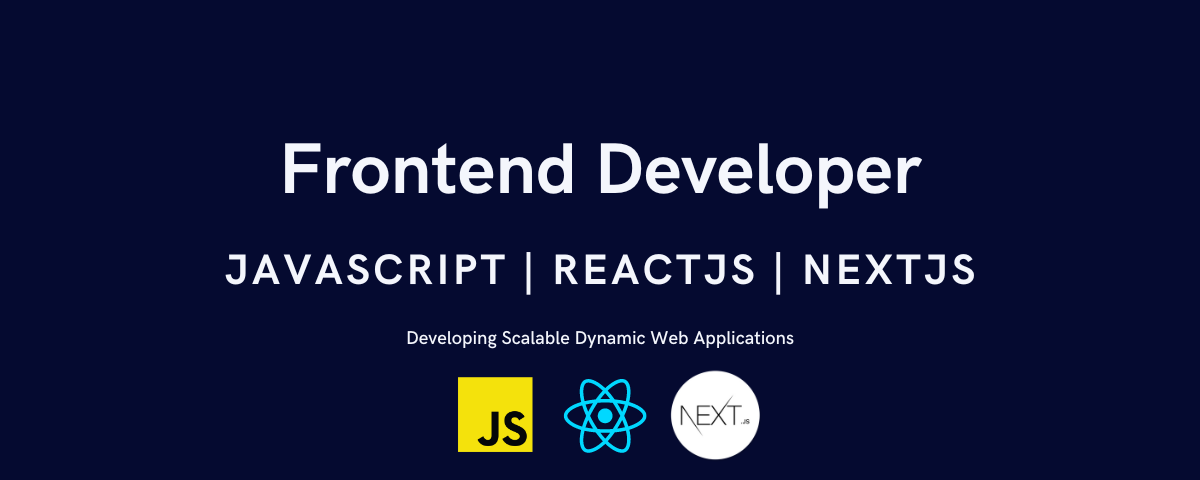 Frontend Developer
JAVASCRIPT | REACTJS | NEXTJS
Developing Scalable Dynamic Web Applications
JS
NEXT.JS